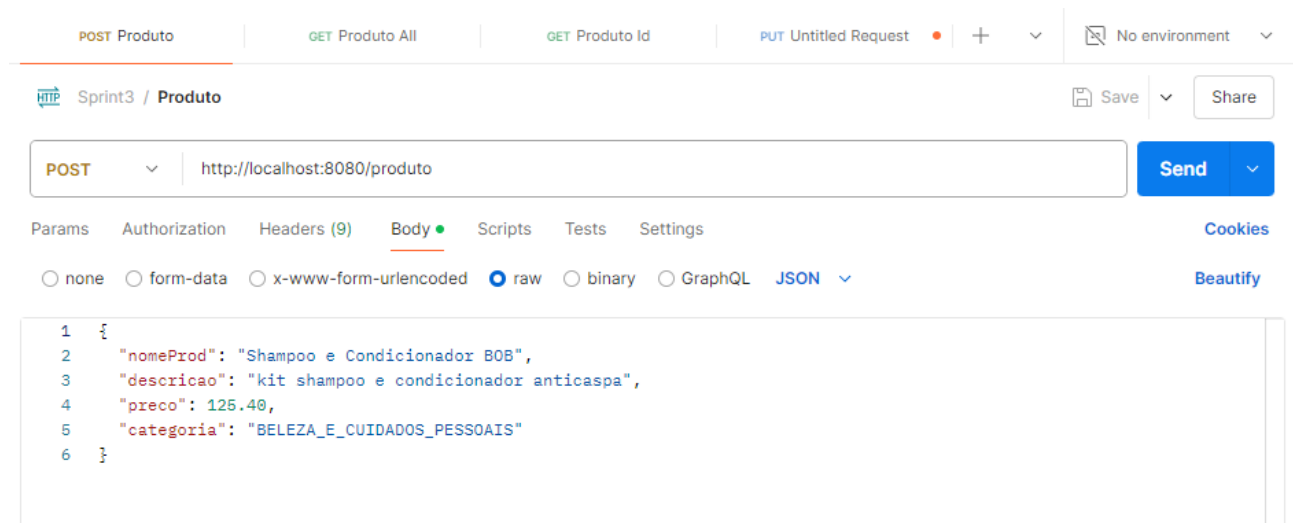 POST Produto GET Produto All GET Produto Id PUT Untitled Request No environment
HTTP Sprint3 / Produto Save Share
POST http://localhost:8080/produto Send
Params Authorization Headers (9) Body Scripts Tests Settings Cookies
none form-data x-www-form-urlencoded raw binary GraphQL JSON Beautify
1 {
2 "nomeProd": "Shampoo e Condicionador BOB",
3 "descricao": "kit shampoo e condicionador anticaspa",
4 "preco": 125.40,
5 "categoria": "BELEZA_E_CUIDADOS_PESSOAIS"
6 }